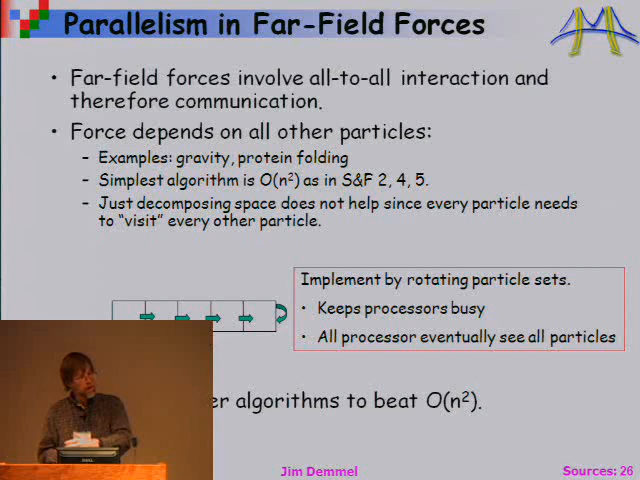 Parallelism in Far-Field Forces
• Far-field forces involve all-to-all interaction and
therefore communication.
• Force depends on all other particles:
– Examples: gravity, protein folding
– Simplest algorithm is O(n²) as in S&F 2, 4, 5.
– Just decomposing space does not help since every particle needs
to “visit” every other particle.
Implement by rotating particle sets.
• Keeps processors busy
• All processor eventually see all particles
algorithms to beat O(n²).
Jim Demmel
Sources: 26
DELL